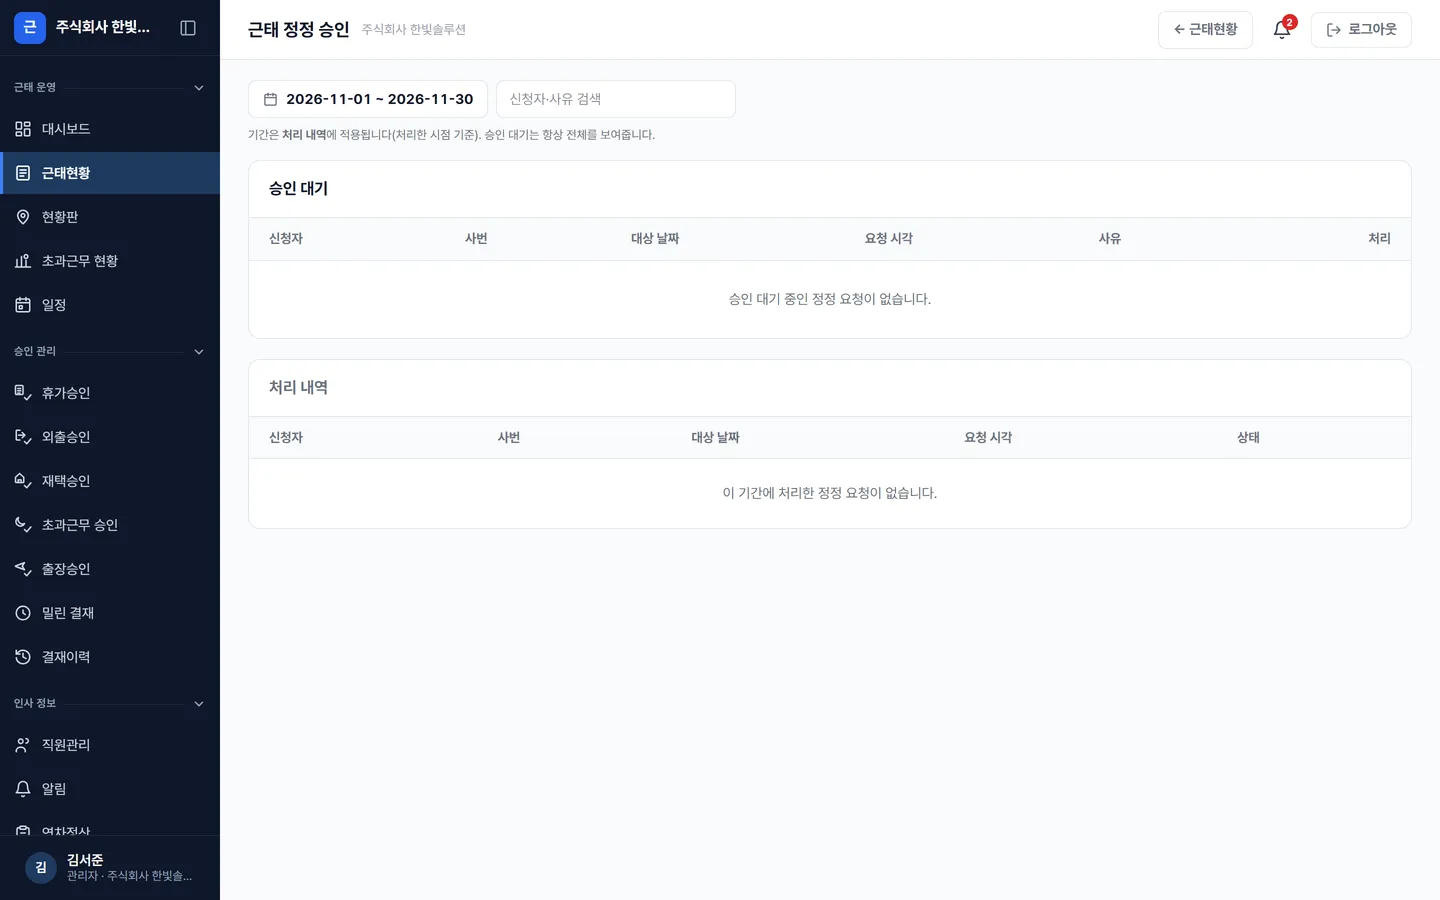 근 주식회사 한빛...
근태 운영
대시보드
근태현황
현황판
초과근무 현황
일정
승인 관리
휴가승인
외출승인
재택승인
초과근무 승인
출장승인
밀린 결재
결재이력
인사 정보
직원관리
알림
연차정산
김 김서준
관리자 · 주식회사 한빛솔...
근태 정정 승인 주식회사 한빛솔루션
← 근태현황 2 로그아웃
2026-11-01 ~ 2026-11-30 신청자·사유 검색
기간은 처리 내역에 적용됩니다(처리한 시점 기준). 승인 대기는 항상 전체를 보여줍니다.
승인 대기
신청자 사번 대상 날짜 요청 시각 사유 처리
승인 대기 중인 정정 요청이 없습니다.
처리 내역
신청자 사번 대상 날짜 요청 시각 상태
이 기간에 처리한 정정 요청이 없습니다.